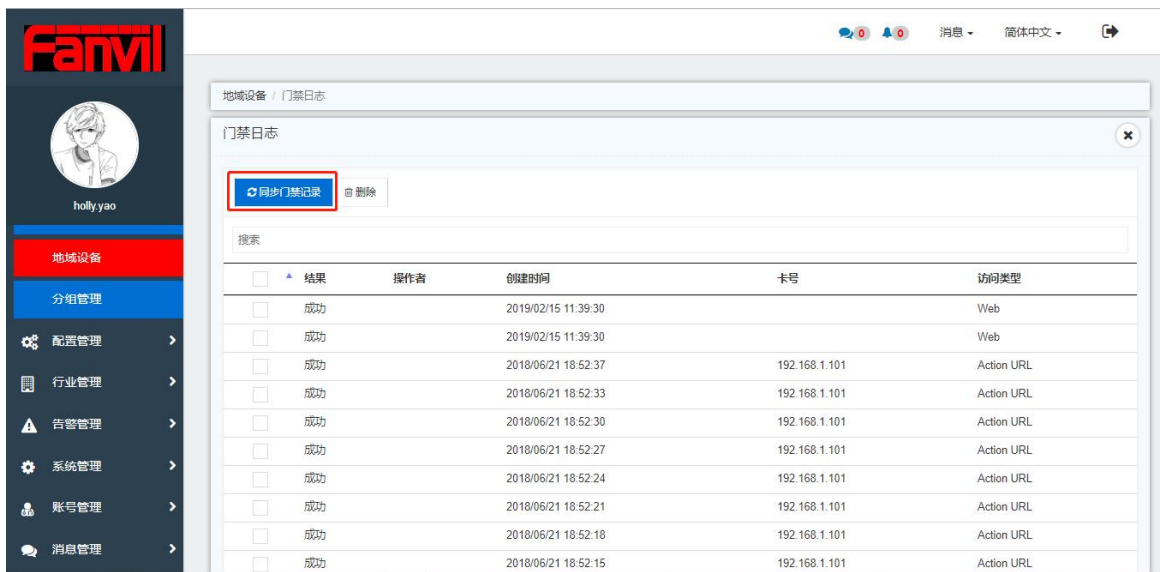 Fanvil
0 0 消息 简体中文
holly.yao
地域设备
分组管理
配置管理
行业管理
告警管理
系统管理
账号管理
消息管理
地域设备 / 门禁日志
门禁日志
同步门禁记录 删除
搜索
结果 操作者 创建时间 卡号 访问类型
成功 2019/02/15 11:39:30 Web
成功 2019/02/15 11:39:30 Web
成功 2018/06/21 18:52:37 192.168.1.101 Action URL
成功 2018/06/21 18:52:33 192.168.1.101 Action URL
成功 2018/06/21 18:52:30 192.168.1.101 Action URL
成功 2018/06/21 18:52:27 192.168.1.101 Action URL
成功 2018/06/21 18:52:24 192.168.1.101 Action URL
成功 2018/06/21 18:52:21 192.168.1.101 Action URL
成功 2018/06/21 18:52:18 192.168.1.101 Action URL
成功 2018/06/21 18:52:15 192.168.1.101 Action URL